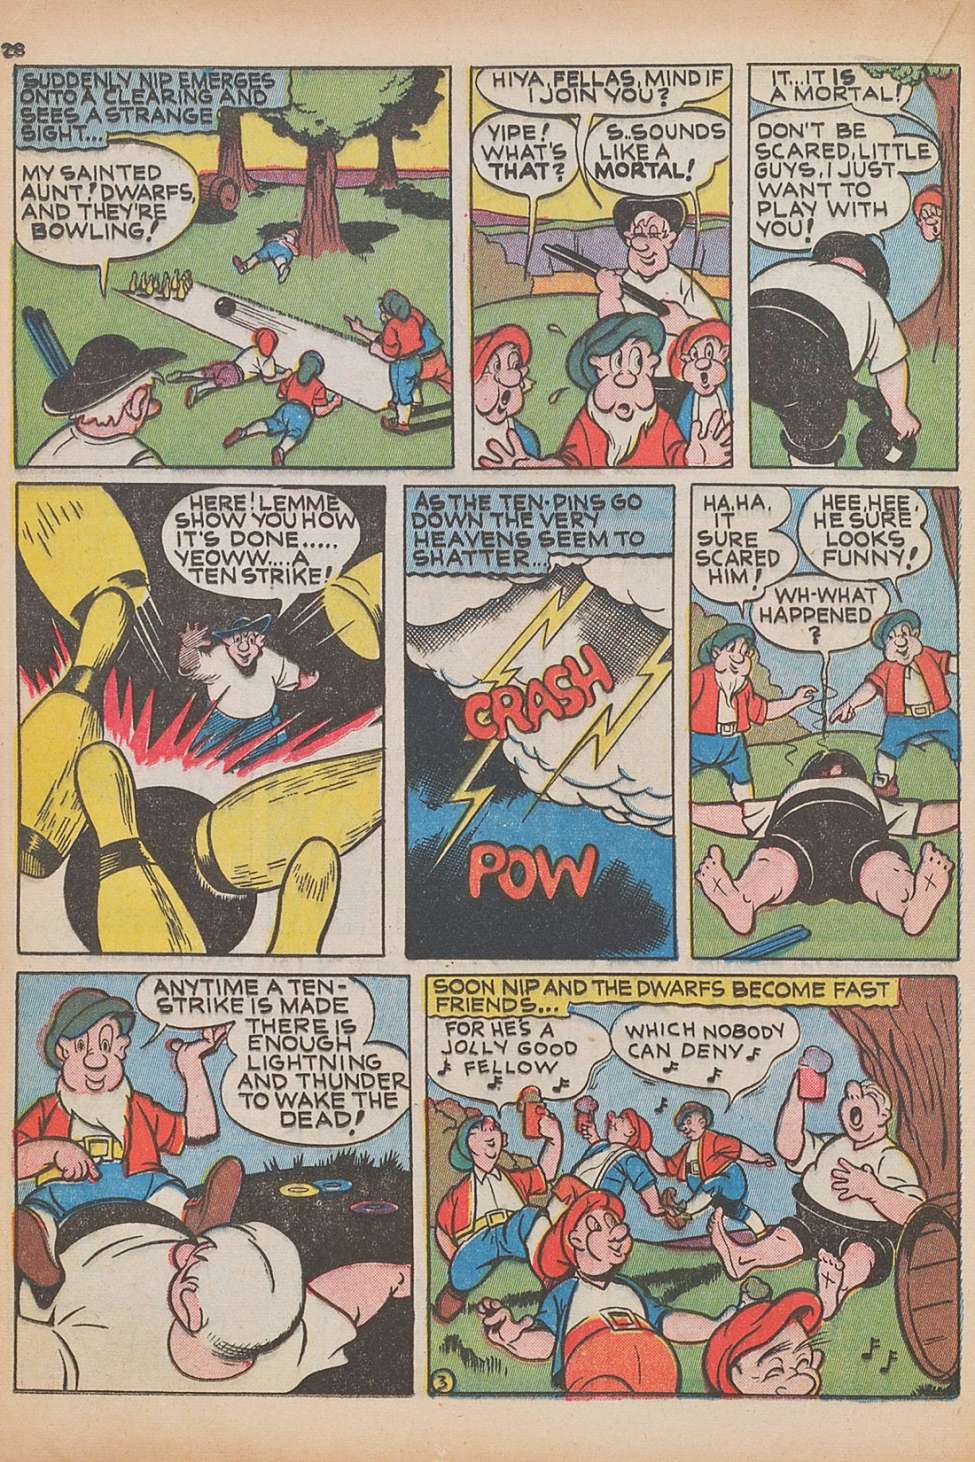 28
SUDDENLY NIP EMERGES
ONTO A CLEARING AND
SEES A STRANGE
SIGHT...
MY SAINTED
AUNT! DWARFS,
AND THEY'RE
BOWLING!
HIYA, FELLAS, MIND IF
I JOIN YOU?
YIPE!
WHAT'S
THAT?
S..SOUNDS
LIKE A
MORTAL!
IT...IT IS
A MORTAL!
DON'T BE
SCARED, LITTLE
GUYS, I JUST
WANT TO
PLAY WITH
YOU!
HERE! LEMME
SHOW YOU HOW
IT'S DONE.....
YEOWW....A
TEN STRIKE!
AS THE TEN-PINS GO
DOWN THE VERY
HEAVENS SEEM TO
SHATTER...
CRASH
POW
HA, HA,
IT
SURE
SCARED
HIM!
HEE, HEE,
HE SURE
LOOKS
FUNNY!
WH-WHAT
HAPPENED
?
ANYTIME A TEN-
STRIKE IS MADE
THERE IS
ENOUGH
LIGHTNING
AND THUNDER
TO WAKE THE
DEAD!
SOON NIP AND THE DWARFS BECOME FAST
FRIENDS...
FOR HE'S A
JOLLY GOOD
FELLOW
WHICH NOBODY
CAN DENY
3